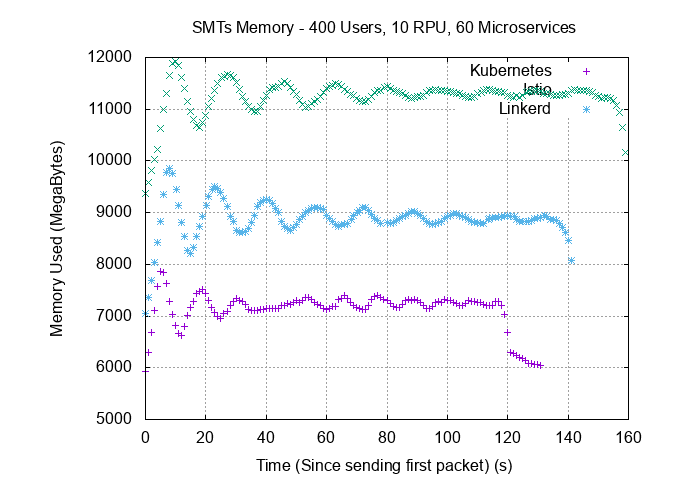 SMTs Memory - 400 Users, 10 RPU, 60 Microservices
12000
11000
10000
9000
8000
7000
6000
5000
Memory Used (MegaBytes)
Kubernetes
Istio
Linkerd
0 20 40 60 80 100 120 140 160
Time (Since sending first packet) (s)